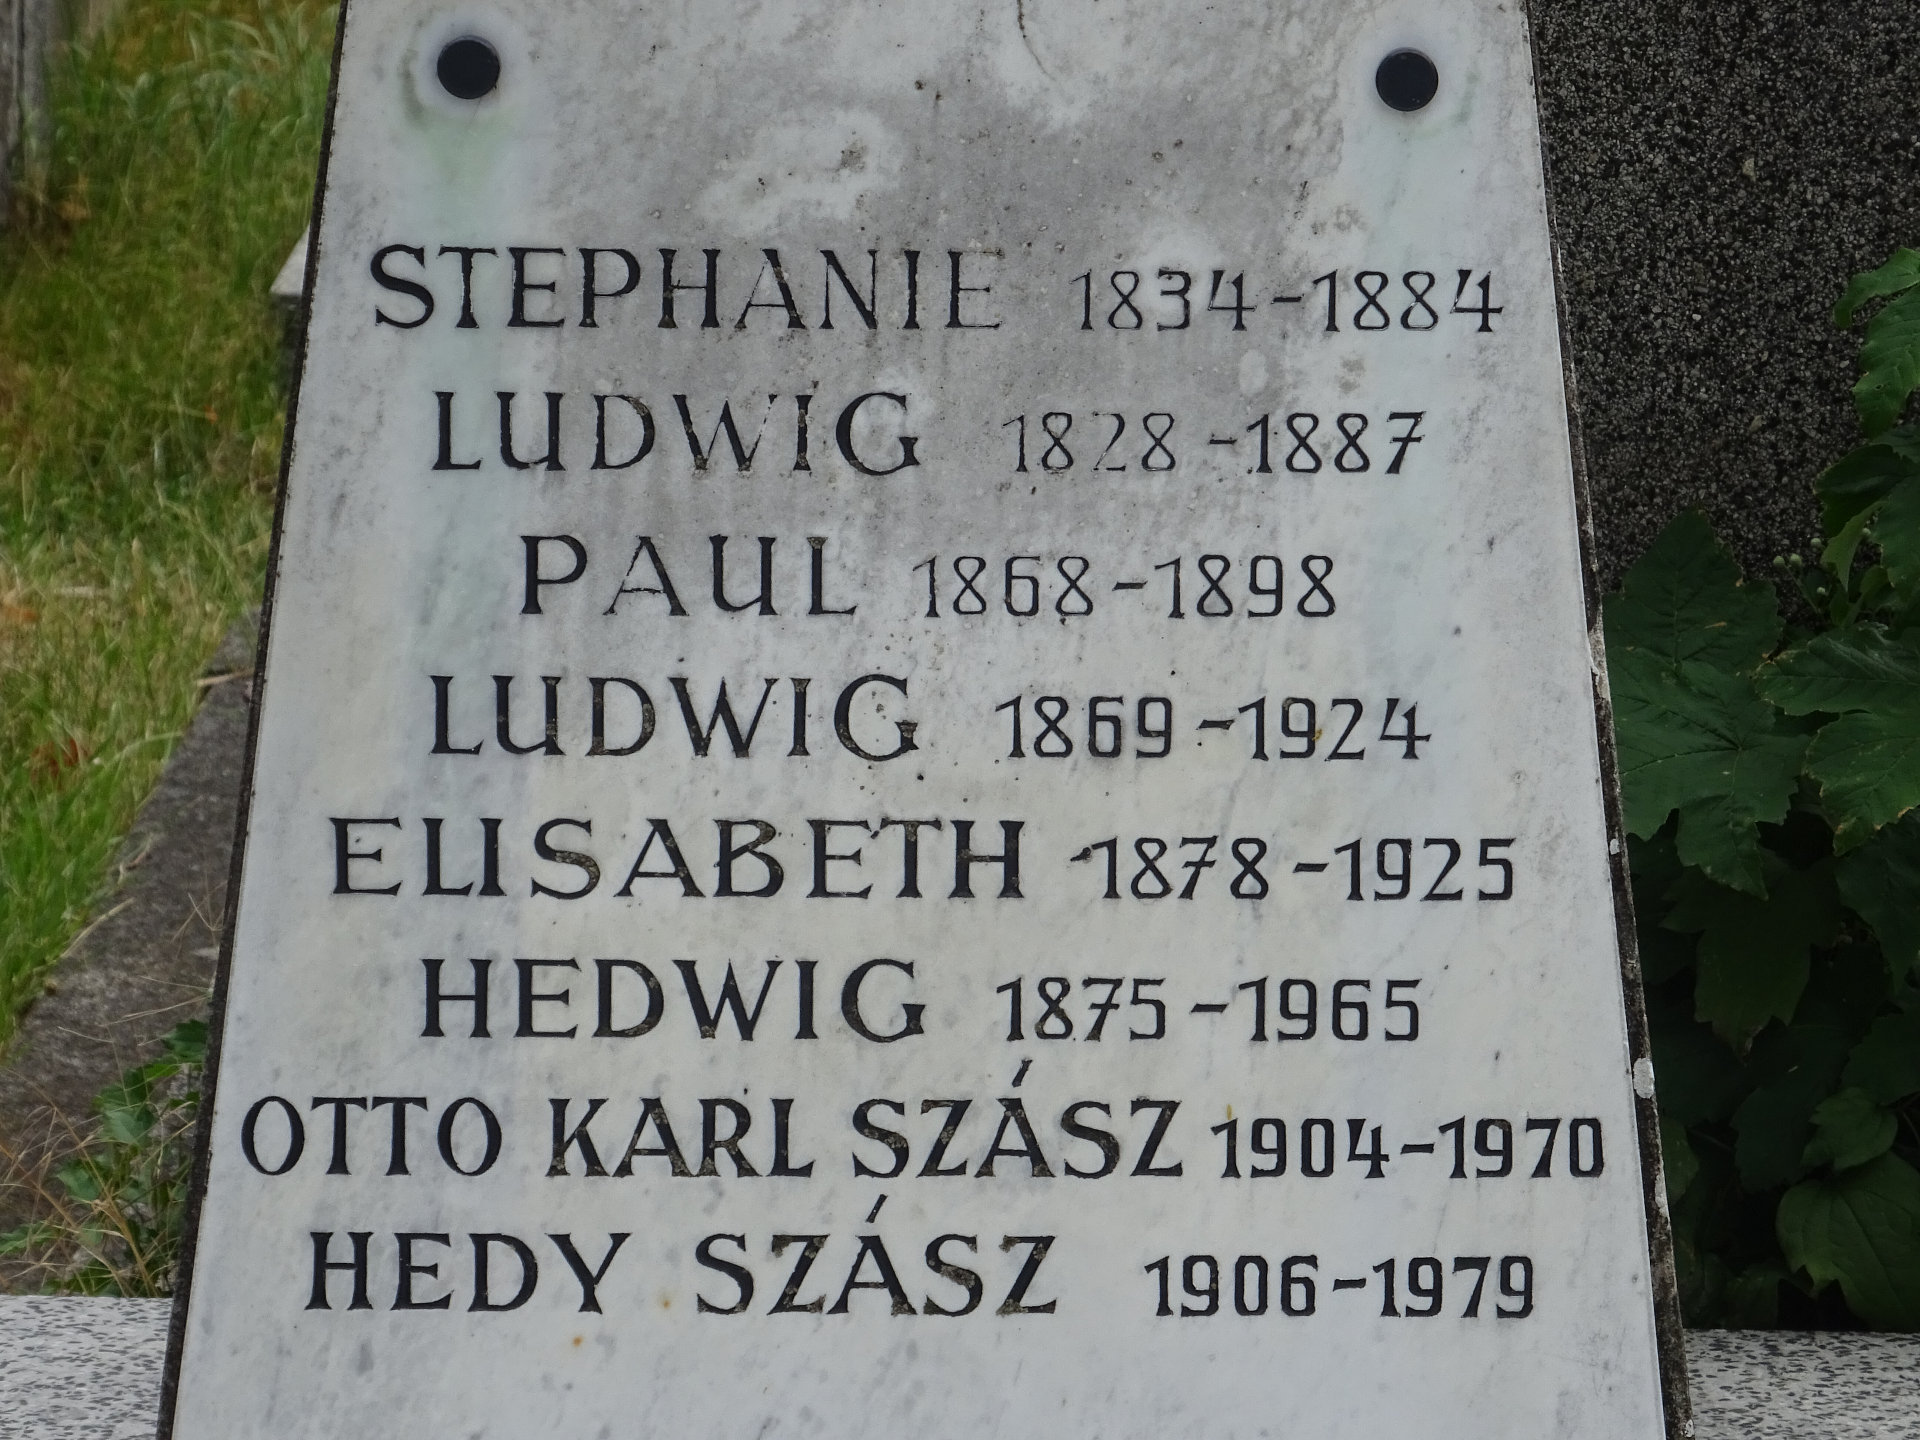 STEPHANIE 1834-1884
LUDWIG 1828-1887
PAUL 1868-1898
LUDWIG 1869-1924
ELISABETH 1878-1925
HEDWIG 1875-1965
OTTO KARL SZÁSZ 1904-1970
HEDY SZÁSZ 1906-1979